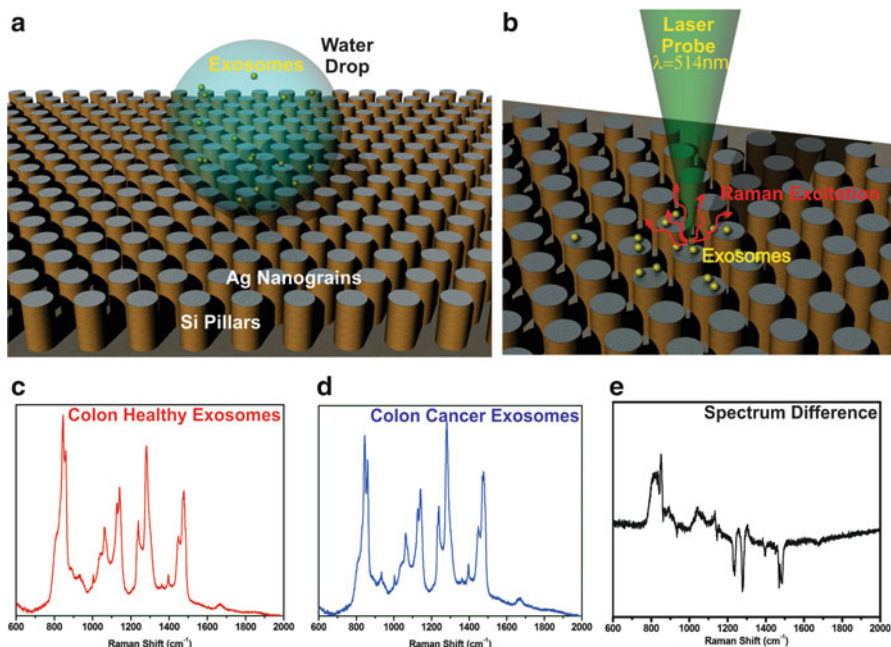 a
Exosomes
Water
Drop
Ag Nanograins
Si Pillars
b
Laser
Probe
λ=514nm
Raman Excitation
Exosomes
c
Colon Healthy Exosomes
600 800 1000 1200 1400 1600 1800 2000
Raman Shift (cm⁻¹)
d
Colon Cancer Exosomes
600 800 1000 1200 1400 1600 1800 2000
Raman Shift (cm⁻¹)
e
Spectrum Difference
600 800 1000 1200 1400 1600 1800 2000
Raman Shift (cm⁻¹)